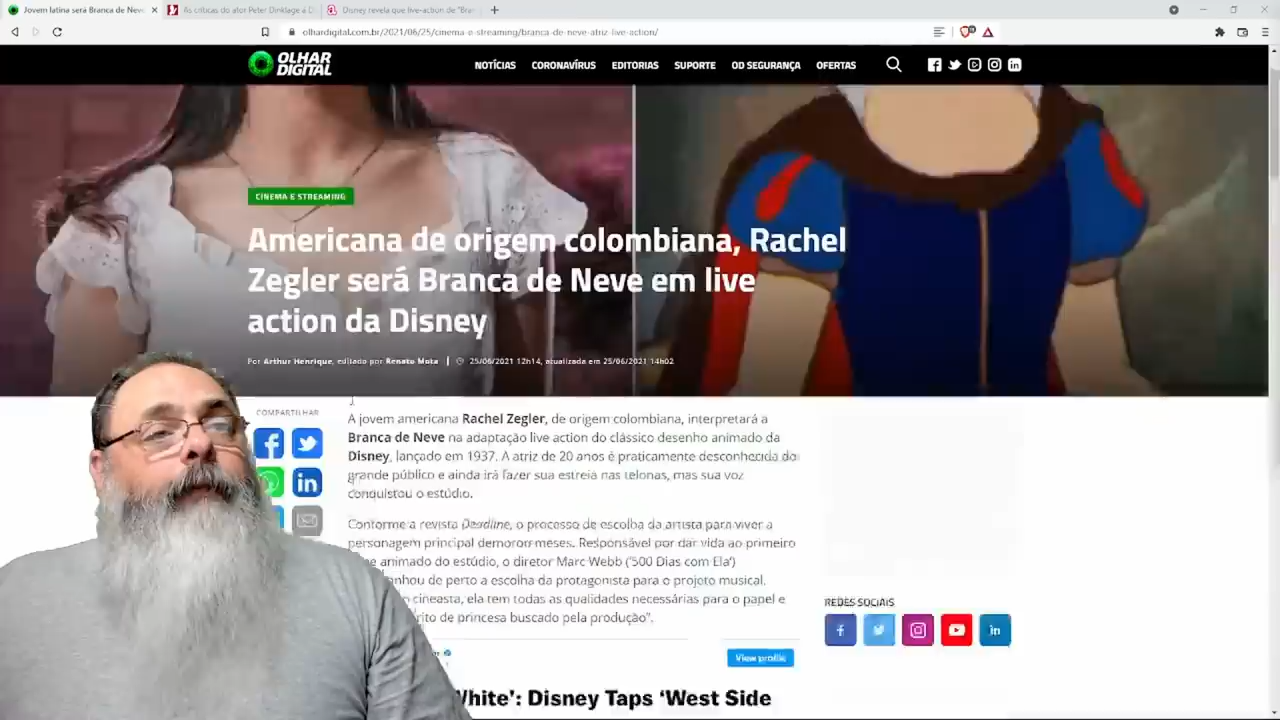 Jovem latina será Branca de Neve
As críticas do ator Peter Dinklage à D
Disney revela que live-action de "Bran
olhardigital.com.br/2021/06/25/cinema-e-streaming/branca-de-neve-atriz-live-action/
OLHAR
DIGITAL
NOTÍCIAS CORONAVÍRUS EDITORIAS SUPORTE OD SEGURANÇA OFERTAS
CINEMA E STREAMING
Americana de origem colombiana, Rachel
Zegler será Branca de Neve em live
action da Disney
Por Arthur Henrique, editado por Renato Mota | 25/06/2021 12h14, atualizada em 25/06/2021 14h02
COMPARTILHAR
A jovem americana Rachel Zegler, de origem colombiana, interpretará a
Branca de Neve na adaptação live action do clássico desenho animado da
Disney, lançado em 1937. A atriz de 20 anos é praticamente desconhecida do
grande público e ainda irá fazer sua estreia nas telonas, mas sua voz
conquistou o estúdio.
Conforme a revista Deadline, o processo de escolha da artista para viver a
personagem principal demorou meses. Responsável por dar vida ao primeiro
animado do estúdio, o diretor Marc Webb ('500 Dias com Ela')
nhou de perto a escolha da protagonista para o projeto musical.
cineasta, ela tem todas as qualidades necessárias para o papel e
rito de princesa buscado pela produção".
REDES SOCIAIS
View profile
White': Disney Taps 'West Side